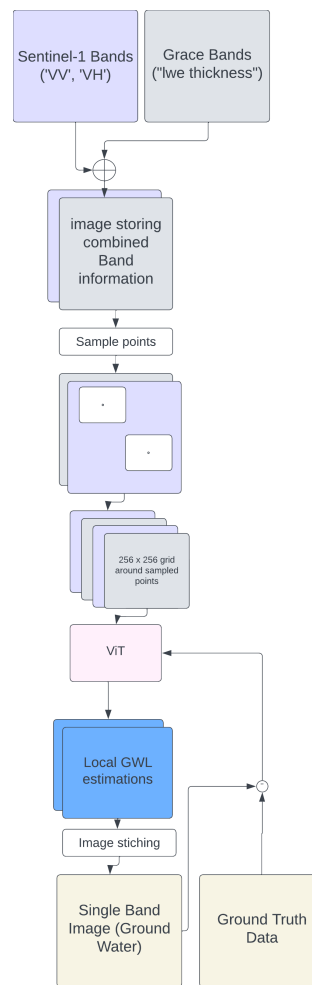 Sentinel-1 Bands
('VV', 'VH')
Grace Bands
("lwe thickness")
image storing
combined
Band
information
Sample points
256 x 256 grid
around sampled
points
ViT
Local GWL
estimations
Image stiching
Single Band
Image (Ground
Water)
Ground Truth
Data